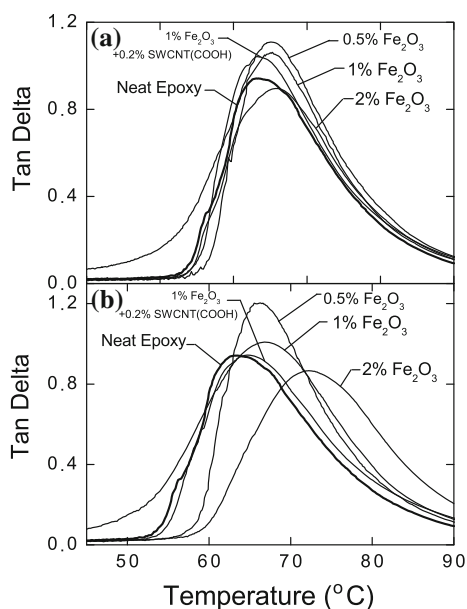 (a)
1% Fe₂O₃
+0.2% SWCNT(COOH)
0.5% Fe₂O₃
1% Fe₂O₃
2% Fe₂O₃
Neat Epoxy
Tan Delta
1.2
0.8
0.4
0.0
(b)
1% Fe₂O₃
+0.2% SWCNT(COOH)
0.5% Fe₂O₃
1% Fe₂O₃
2% Fe₂O₃
Neat Epoxy
Tan Delta
1.2
0.8
0.4
0.0
50 60 70 80 90
Temperature (°C)